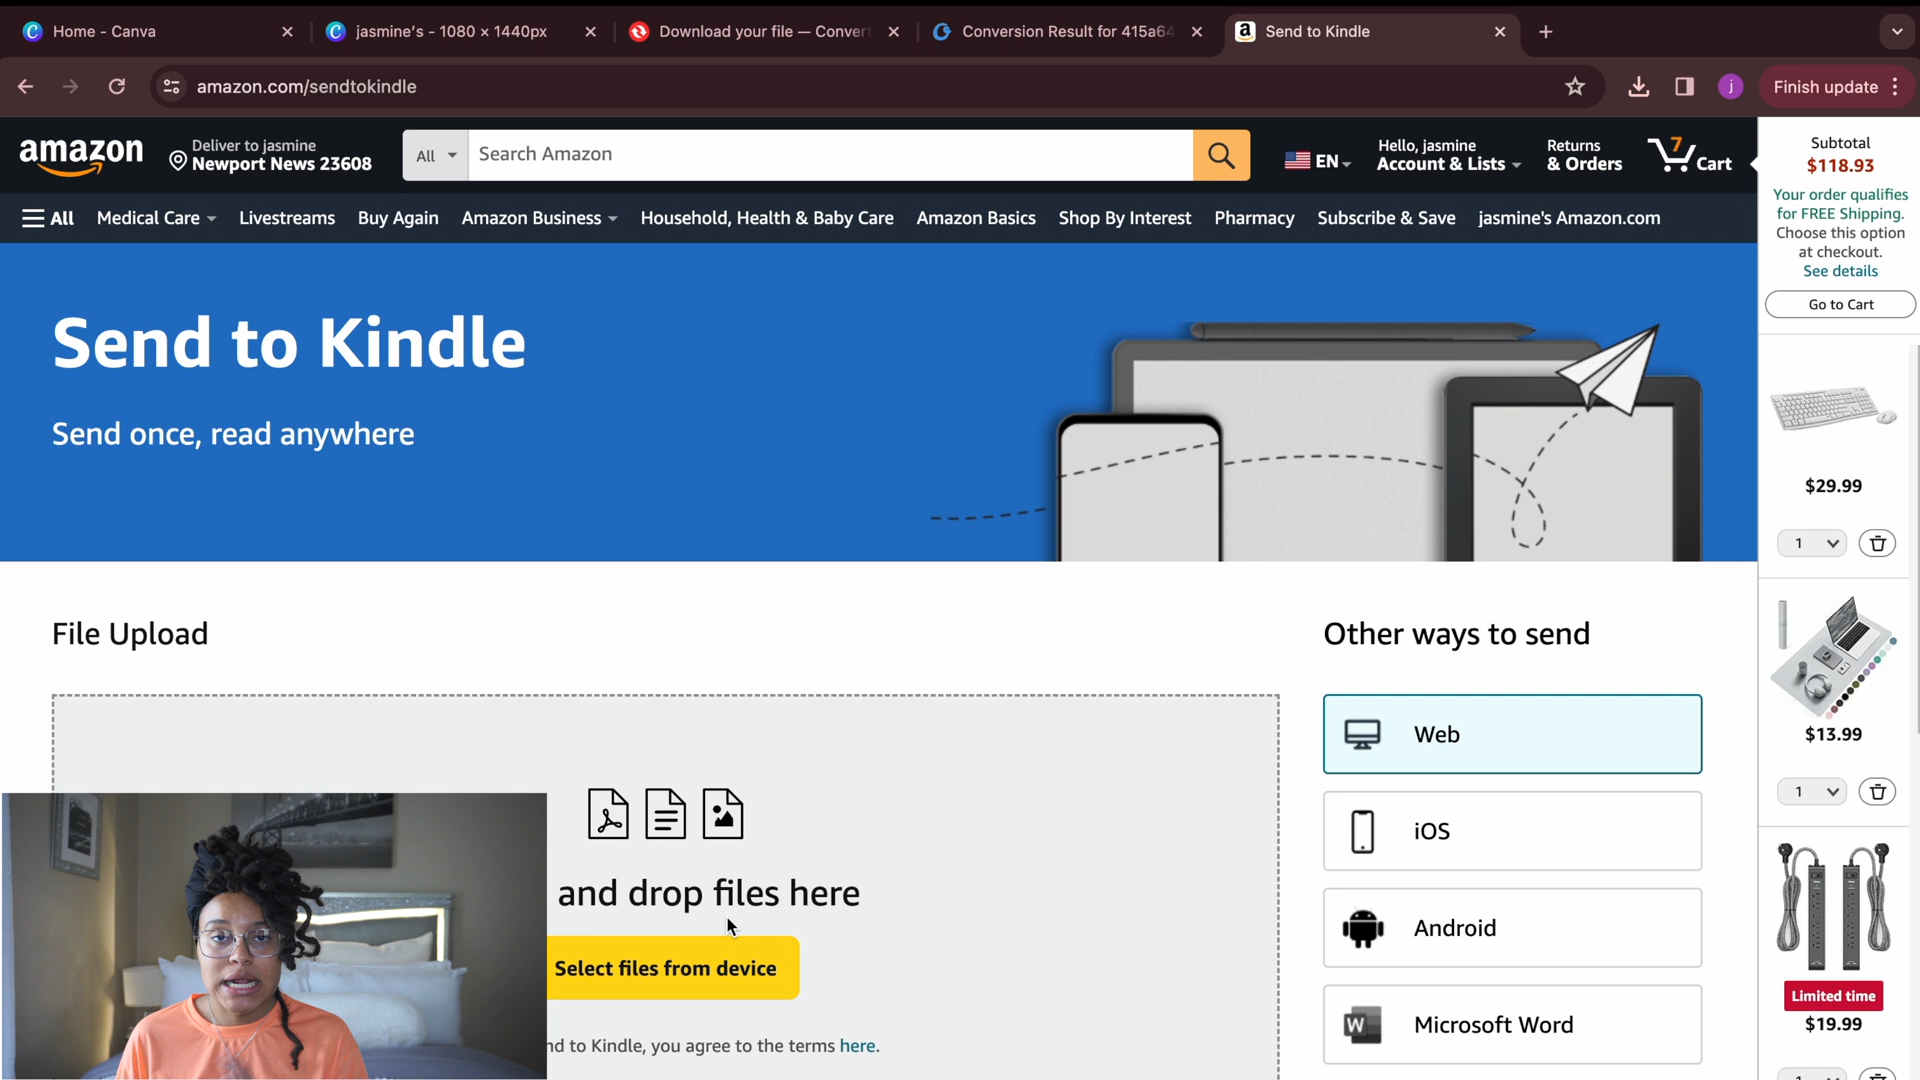 Home - Canva
jasmine's - 1080 × 1440px
Download your file — Convert
Conversion Result for 415a64
Send to Kindle
amazon.com/sendtokindle
j
Finish update
amazon
Deliver to jasmine
Newport News 23608
All
Search Amazon
EN
Hello, jasmine
Account & Lists
Returns
& Orders
7
Cart
All
Medical Care
Livestreams
Buy Again
Amazon Business
Household, Health & Baby Care
Amazon Basics
Shop By Interest
Pharmacy
Subscribe & Save
jasmine's Amazon.com
Subtotal
$118.93
Your order qualifies
for FREE Shipping.
Choose this option
at checkout.
See details
Go to Cart
Send to Kindle
Send once, read anywhere
$29.99
1
File Upload
and drop files here
Select files from device
nd to Kindle, you agree to the terms here.
Other ways to send
Web
iOS
Android
W
Microsoft Word
$13.99
1
Limited time
$19.99